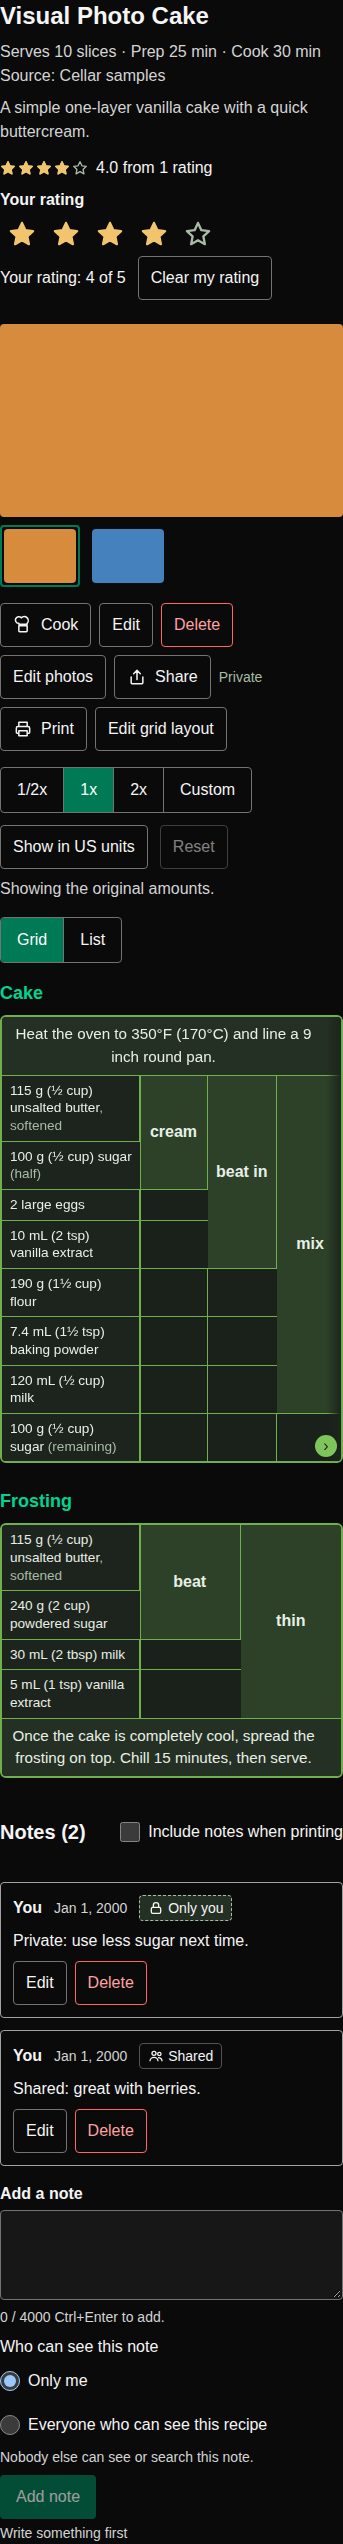 Visual Photo Cake
Serves 10 slices · Prep 25 min · Cook 30 min
Source: Cellar samples
A simple one-layer vanilla cake with a quick
buttercream.
4.0 from 1 rating
Your rating
Your rating: 4 of 5 Clear my rating
Cook Edit Delete
Edit photos Share Private
Print Edit grid layout
1/2x 1x 2x Custom
Show in US units Reset
Showing the original amounts.
Grid List
Cake
Heat the oven to 350°F (170°C) and line a 9
inch round pan.
115 g (½ cup)
unsalted butter,
softened
cream
100 g (½ cup) sugar
(half)
beat in
2 large eggs
10 mL (2 tsp)
vanilla extract
mix
190 g (1½ cup)
flour
7.4 mL (1½ tsp)
baking powder
120 mL (½ cup)
milk
100 g (½ cup)
sugar (remaining)
Frosting
115 g (½ cup)
unsalted butter,
softened
beat
240 g (2 cup)
powdered sugar
thin
30 mL (2 tbsp) milk
5 mL (1 tsp) vanilla
extract
Once the cake is completely cool, spread the
frosting on top. Chill 15 minutes, then serve.
Notes (2) Include notes when printing
You Jan 1, 2000 Only you
Private: use less sugar next time.
Edit Delete
You Jan 1, 2000 Shared
Shared: great with berries.
Edit Delete
Add a note
0 / 4000 Ctrl+Enter to add.
Who can see this note
Only me
Everyone who can see this recipe
Nobody else can see or search this note.
Add note
Write something first